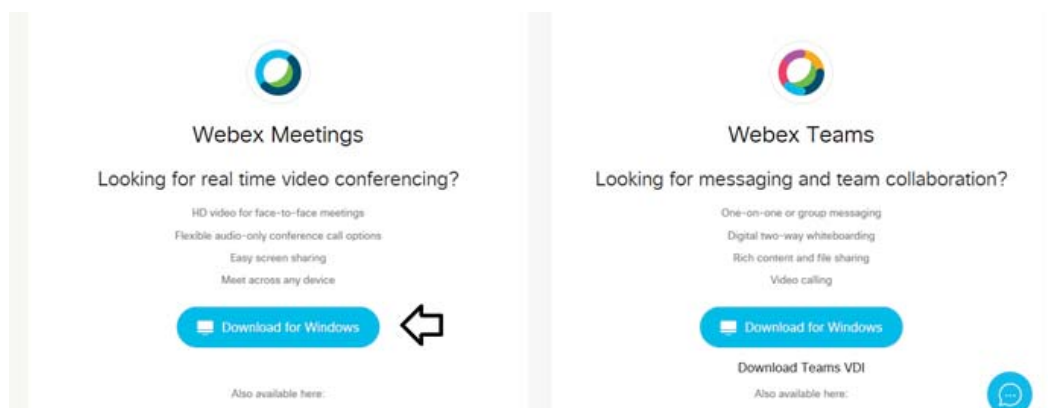 Webex Meetings
Looking for real time video conferencing?
HD video for face-to-face meetings
Flexible audio-only conference call options
Easy screen sharing
Meet across any device
Download for Windows
Also available here:
Webex Teams
Looking for messaging and team collaboration?
One-on-one or group messaging
Digital two-way whiteboarding
Rich content and file sharing
Video calling
Download for Windows
Download Teams VDI
Also available here: